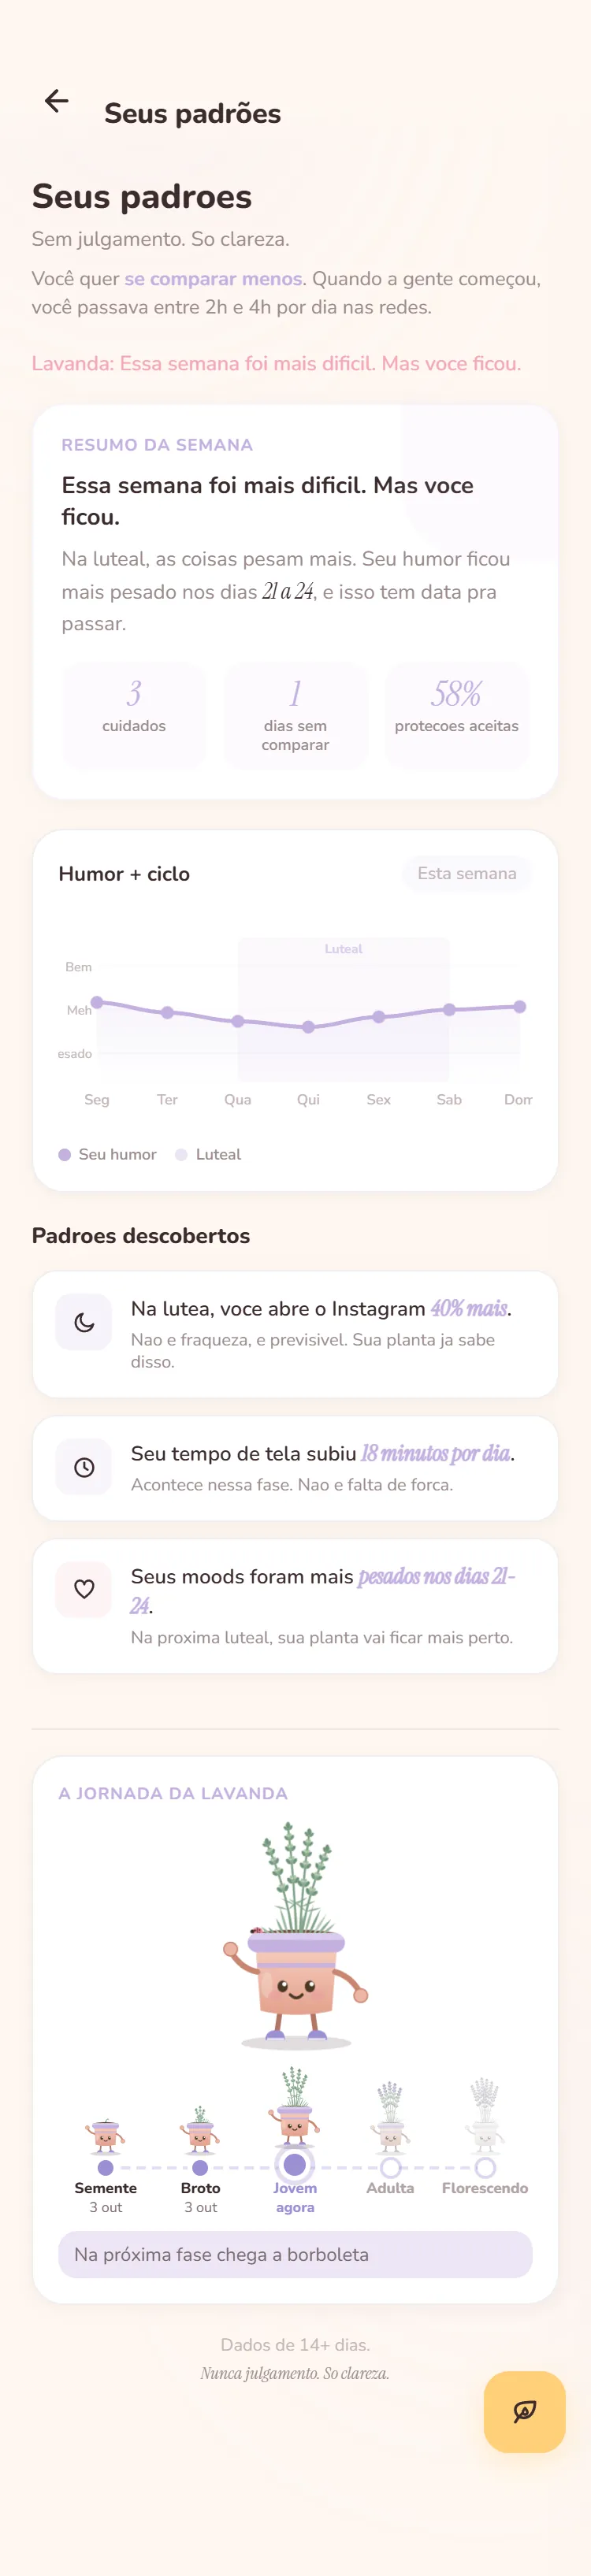 Seus padrões
Seus padroes
Sem julgamento. So clareza.
Você quer se comparar menos. Quando a gente começou,
você passava entre 2h e 4h por dia nas redes.
Lavanda: Essa semana foi mais dificil. Mas voce ficou.
RESUMO DA SEMANA
Essa semana foi mais dificil. Mas voce
ficou.
Na luteal, as coisas pesam mais. Seu humor ficou
mais pesado nos dias 21 a 24, e isso tem data pra
passar.
3
cuidados
1
dias sem
comparar
58%
protecoes aceitas
Humor + ciclo
Esta semana
Luteal
Bem
Meh
esado
Seg Ter Qua Qui Sex Sab Dom
Seu humor Luteal
Padroes descobertos
Na lutea, voce abre o Instagram 40% mais.
Nao e fraqueza, e previsivel. Sua planta ja sabe
disso.
Seu tempo de tela subiu 18 minutos por dia.
Acontece nessa fase. Nao e falta de forca.
Seus moods foram mais pesados nos dias 21-
24.
Na proxima luteal, sua planta vai ficar mais perto.
A JORNADA DA LAVANDA
Semente
3 out
Broto
3 out
Jovem
agora
Adulta
Florescendo
Na próxima fase chega a borboleta
Dados de 14+ dias.
Nunca julgamento. So clareza.